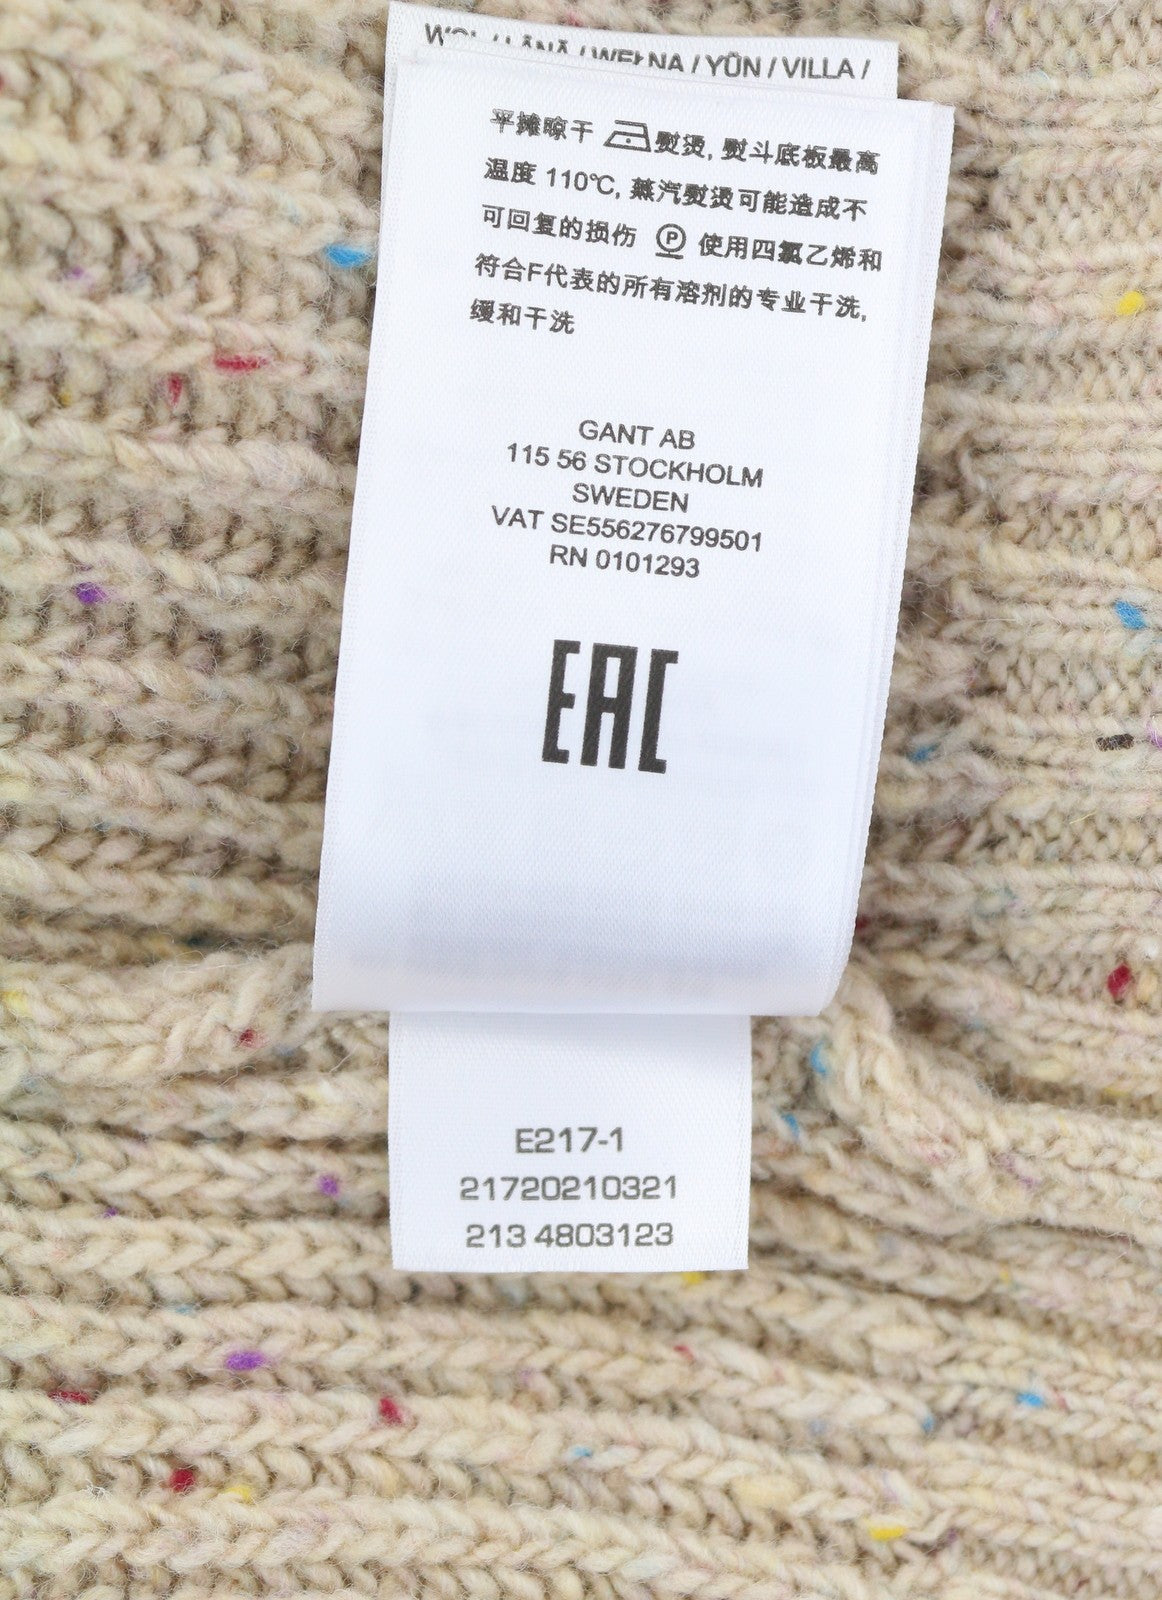 / WEŁNA / YÜN / VILLA /
平摊晾干 熨烫, 熨斗底板最高
温度 110℃, 蒸汽熨烫可能造成不
可回复的损伤 Ⓟ 使用四氯乙烯和
符合F代表的所有溶剂的专业干洗,
缓和干洗
GANT AB
115 56 STOCKHOLM
SWEDEN
VAT SE556276799501
RN 0101293
EAC
E217-1
21720210321
213 4803123